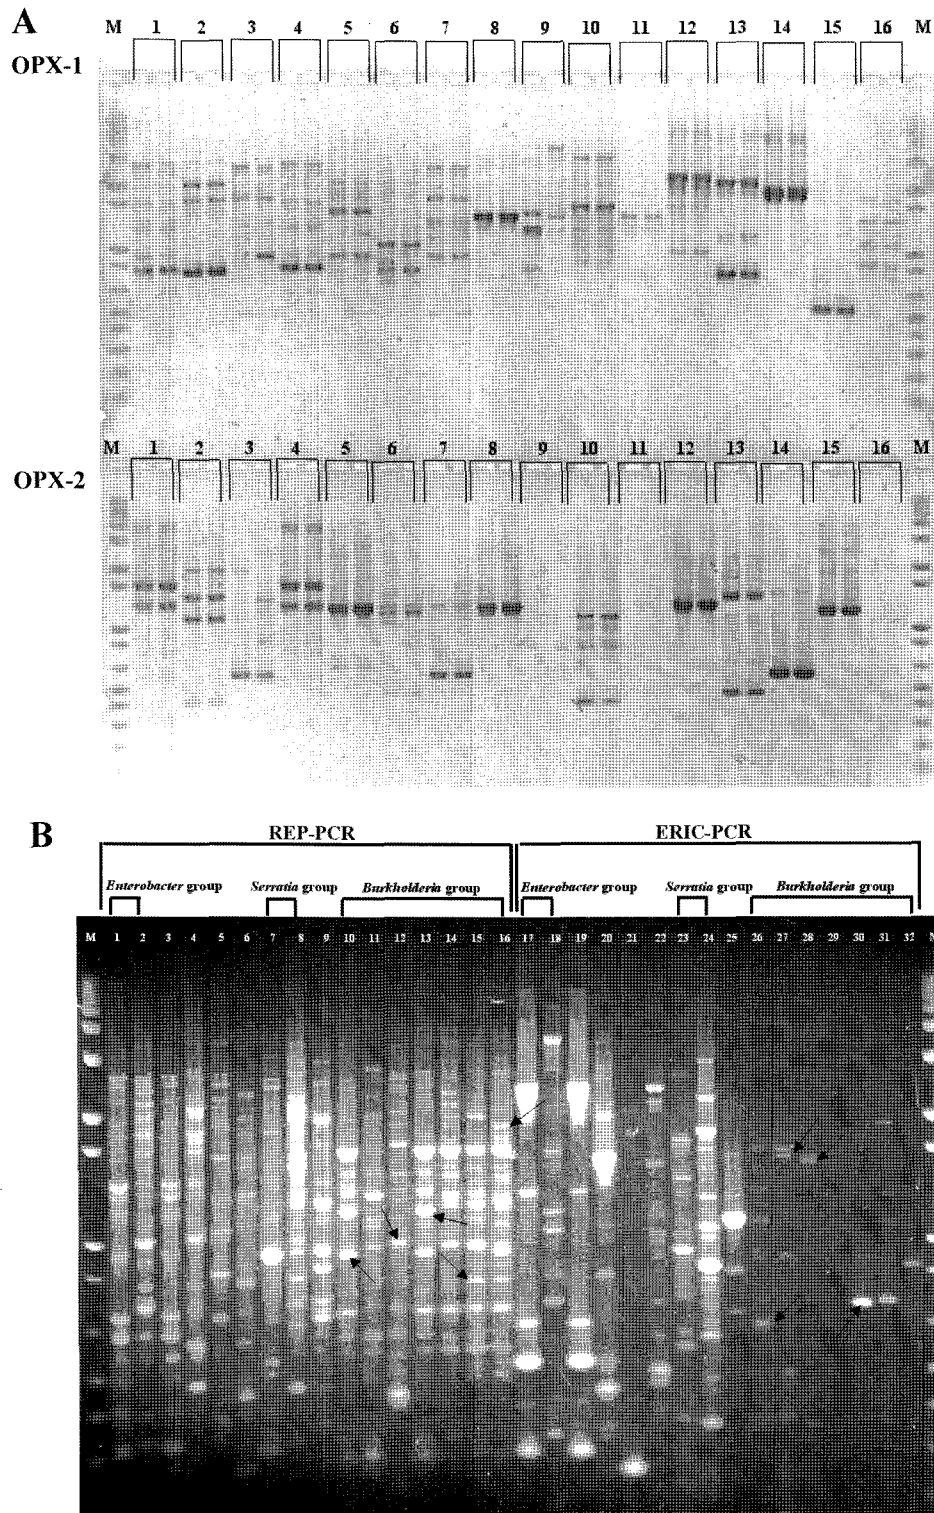 A
M 1 2 3 4 5 6 7 8 9 10 11 12 13 14 15 16 M
OPX-1
M 1 2 3 4 5 6 7 8 9 10 11 12 13 14 15 16 M
OPX-2
B
REP-PCR ERIC-PCR
Enterobacter group Serratia group Burkholderia group Enterobacter group Serratia group Burkholderia group
M 1 2 3 4 5 6 7 8 9 10 11 12 13 14 15 16 17 18 19 20 21 22 23 24 25 26 27 28 29 30 31 32 M